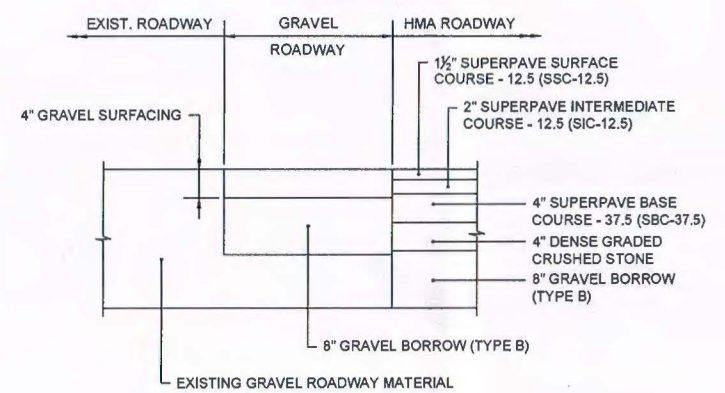 EXIST. ROADWAY
GRAVEL
ROADWAY
HMA ROADWAY
1½" SUPERPAVE SURFACE
COURSE - 12.5 (SSC-12.5)
2" SUPERPAVE INTERMEDIATE
COURSE - 12.5 (SIC-12.5)
4" GRAVEL SURFACING
4" SUPERPAVE BASE
COURSE - 37.5 (SBC-37.5)
4" DENSE GRADED
CRUSHED STONE
8" GRAVEL BORROW
(TYPE B)
8" GRAVEL BORROW (TYPE B)
EXISTING GRAVEL ROADWAY MATERIAL